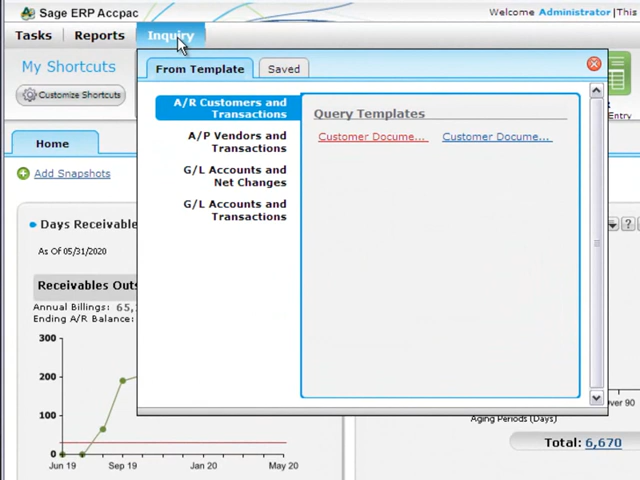 Sage ERP Accpac
Welcome Administrator | This
Tasks | Reports Inquiry
My Shortcuts
Customize Shortcuts
From Template Saved
A/R Customers and
Transactions
A/P Vendors and
Transactions
G/L Accounts and
Net Changes
G/L Accounts and
Transactions
Query Templates
Customer Docume... Customer Docume...
Entry
Home
Add Snapshots
Days Receivable
As Of 05/31/2020
Receivables Outs
Annual Billings: 65,
Ending A/R Balance:
300
200
100
0
Jun 19 Sep 19 Jan 20 May 20
over 90
Aging Periods (Days)
Total: 6,670